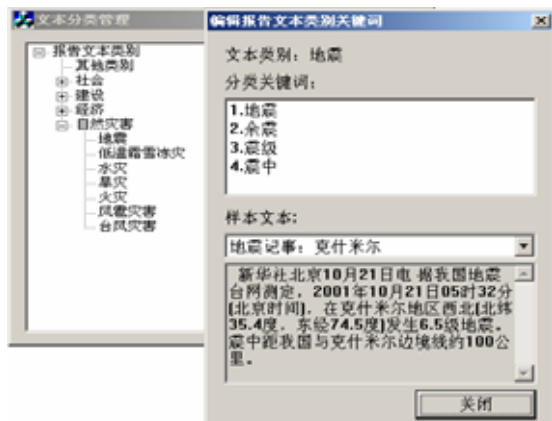 文本分类管理
报告文本类别
其他类别
社会
建设
经济
自然灾害
地震
低温霜雪冻灾
水灾
旱灾
火灾
风雹灾害
台风灾害
编辑报告文本类别关键词
文本类别：地震
分类关键词：
1.地震
2.余震
3.震级
4.震中
样本文本:
地震记事：克什米尔
新华社北京10月21日电 据我国地震
台网测定，2001年10月21日05时32分
(北京时间)，在克什米尔地区西北(北纬
35.4度，东经74.5度)发生6.5级地震。
震中距我国与克什米尔边境线约100公
里。
关闭